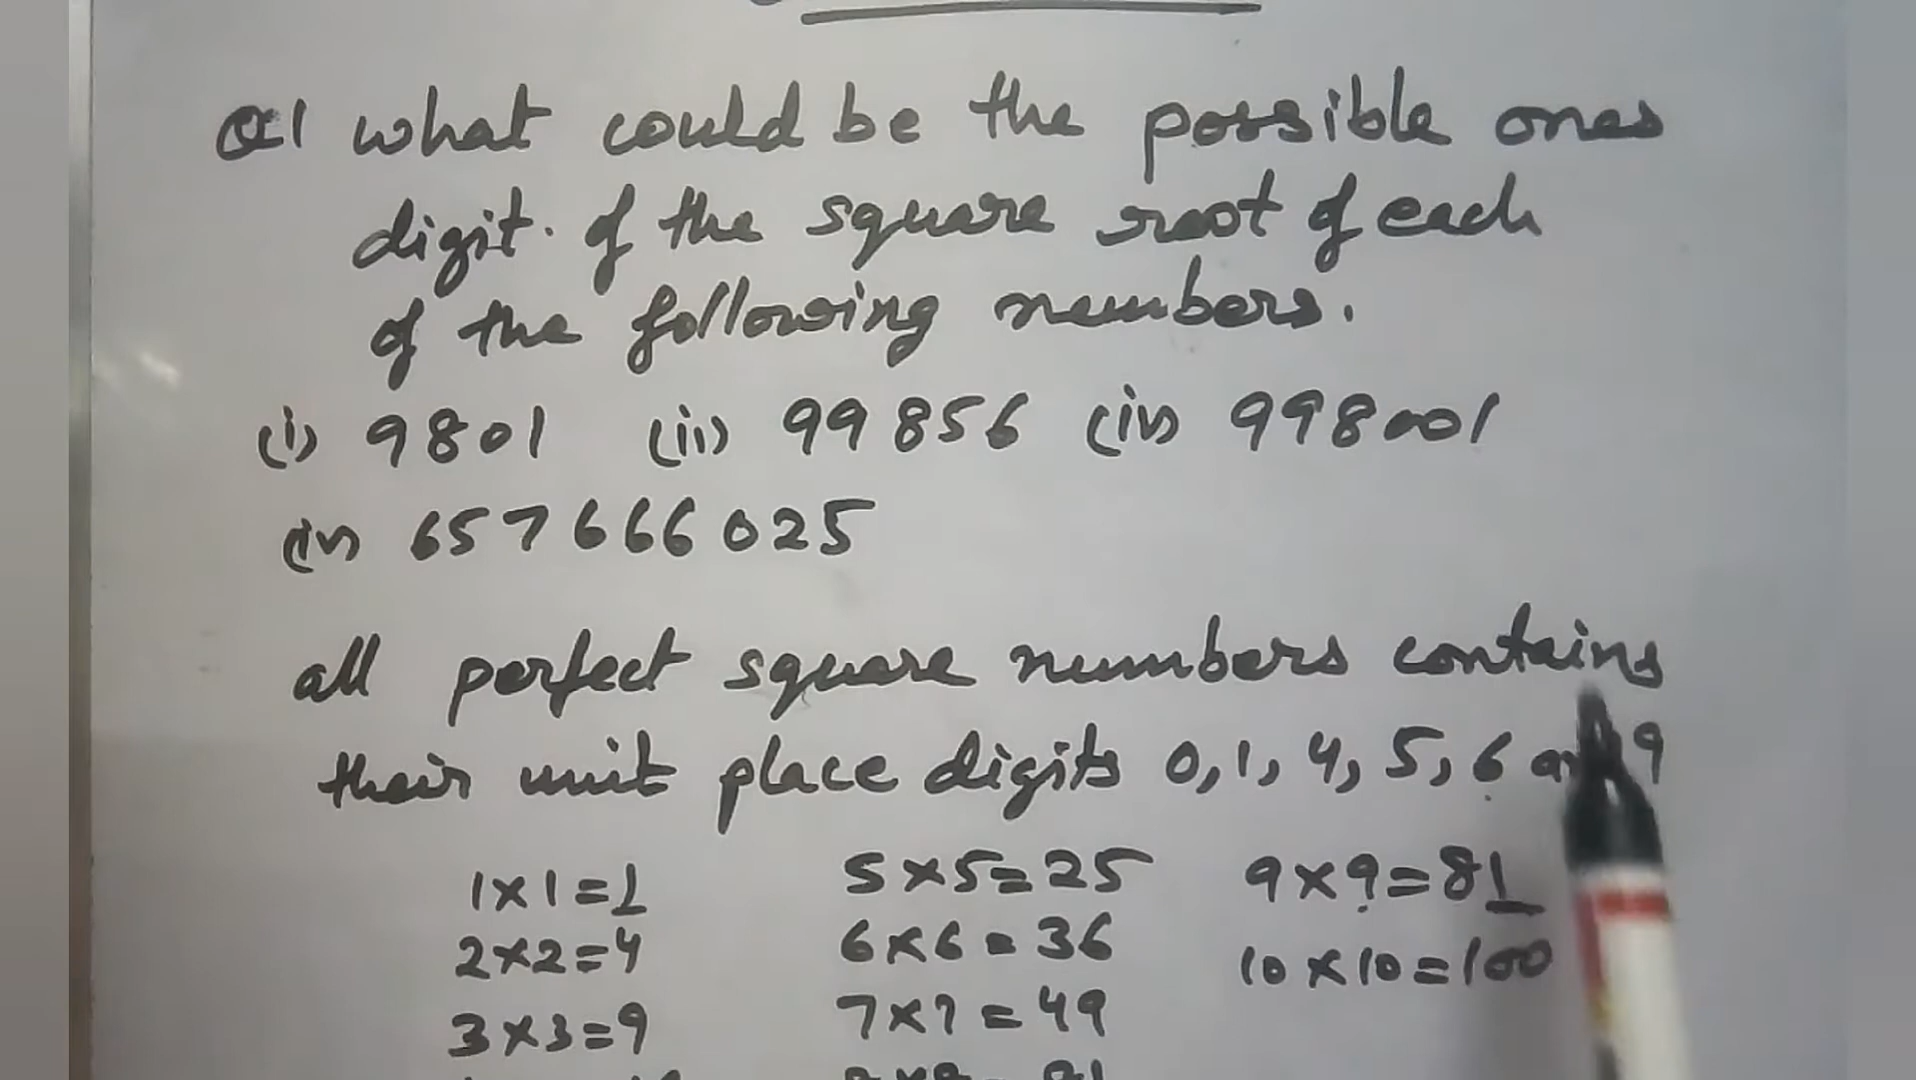 Q1 what could be the possible ones
digit. of the square root of each
of the following numbers.
(i) 9801 (ii) 99856 (iv) 998001
(iv) 657666025
all perfect square numbers contains
their unit place digits 0, 1, 4, 5, 6 9
1×1=1 5×5=25 9×9=81
2×2=4 6×6=36 10×10=100
3×3=9 7×7=49